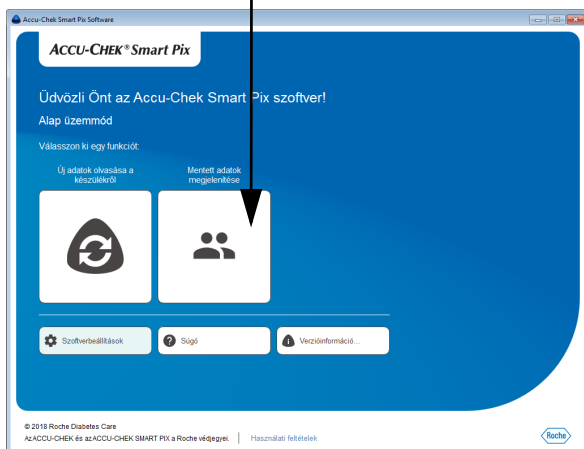 Accu-Chek Smart Pix Software
ACCU-CHEK® Smart Pix
Üdvözli Önt az Accu-Chek Smart Pix szoftver!
Alap üzemmód
Válasszon ki egy funkciót:
Új adatok olvasása a
készülékről
Mentett adatok
megjelenítése
Szoftverbeállítások
Súgó
Verzióinformáció...
© 2018 Roche Diabetes Care
Az ACCU-CHEK és az ACCU-CHEK SMART PIX a Roche védjegyei. | Használati feltételek
Roche